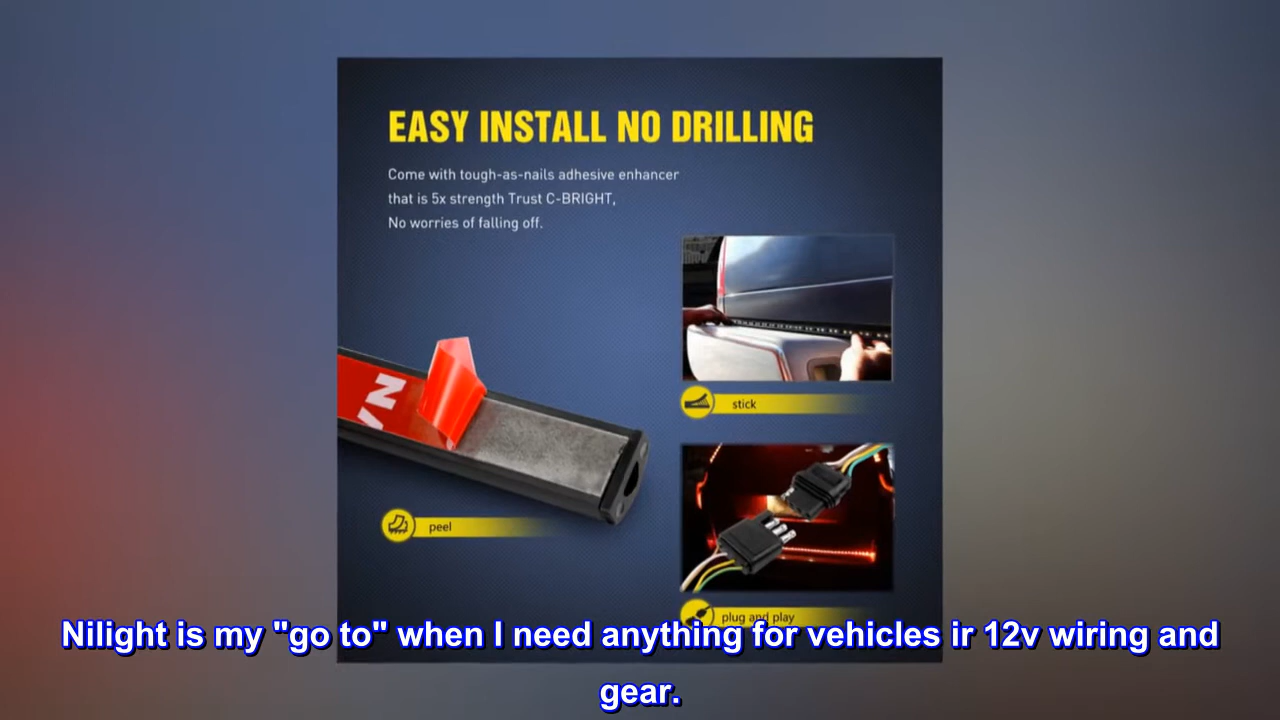 EASY INSTALL NO DRILLING
Come with tough-as-nails adhesive enhancer
that is 5x strength Trust C-BRIGHT,
No worries of falling off.
stick
peel
plug and play
Nilight is my "go to" when I need anything for vehicles ir 12v wiring and
gear.